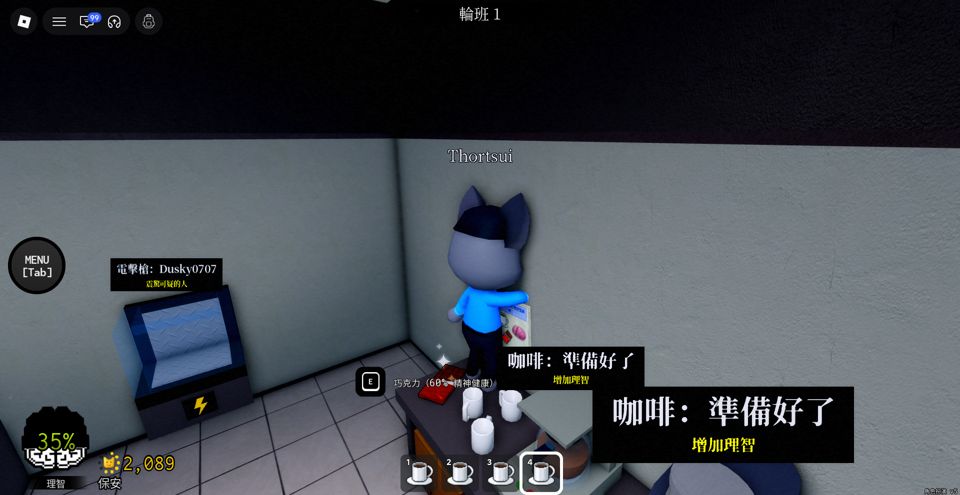 輪班 1
99
Thortsui
MENU
[Tab]
電擊槍: Dusky0707
震驚可疑的人
咖啡: 準備好了
增加理智
E
巧克力 (60% 精神健康)
咖啡: 準備好了
增加理智
35%
理智
2,089
保安
1
2
3
4